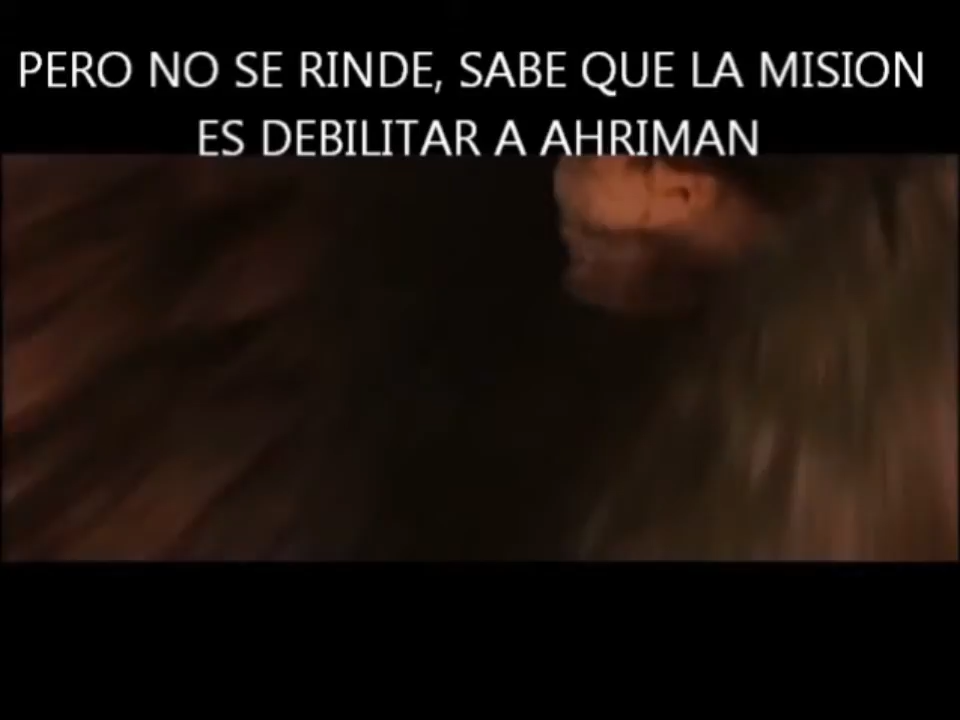 PERO NO SE RINDE, SABE QUE LA MISION
ES DEBILITAR A AHRIMAN